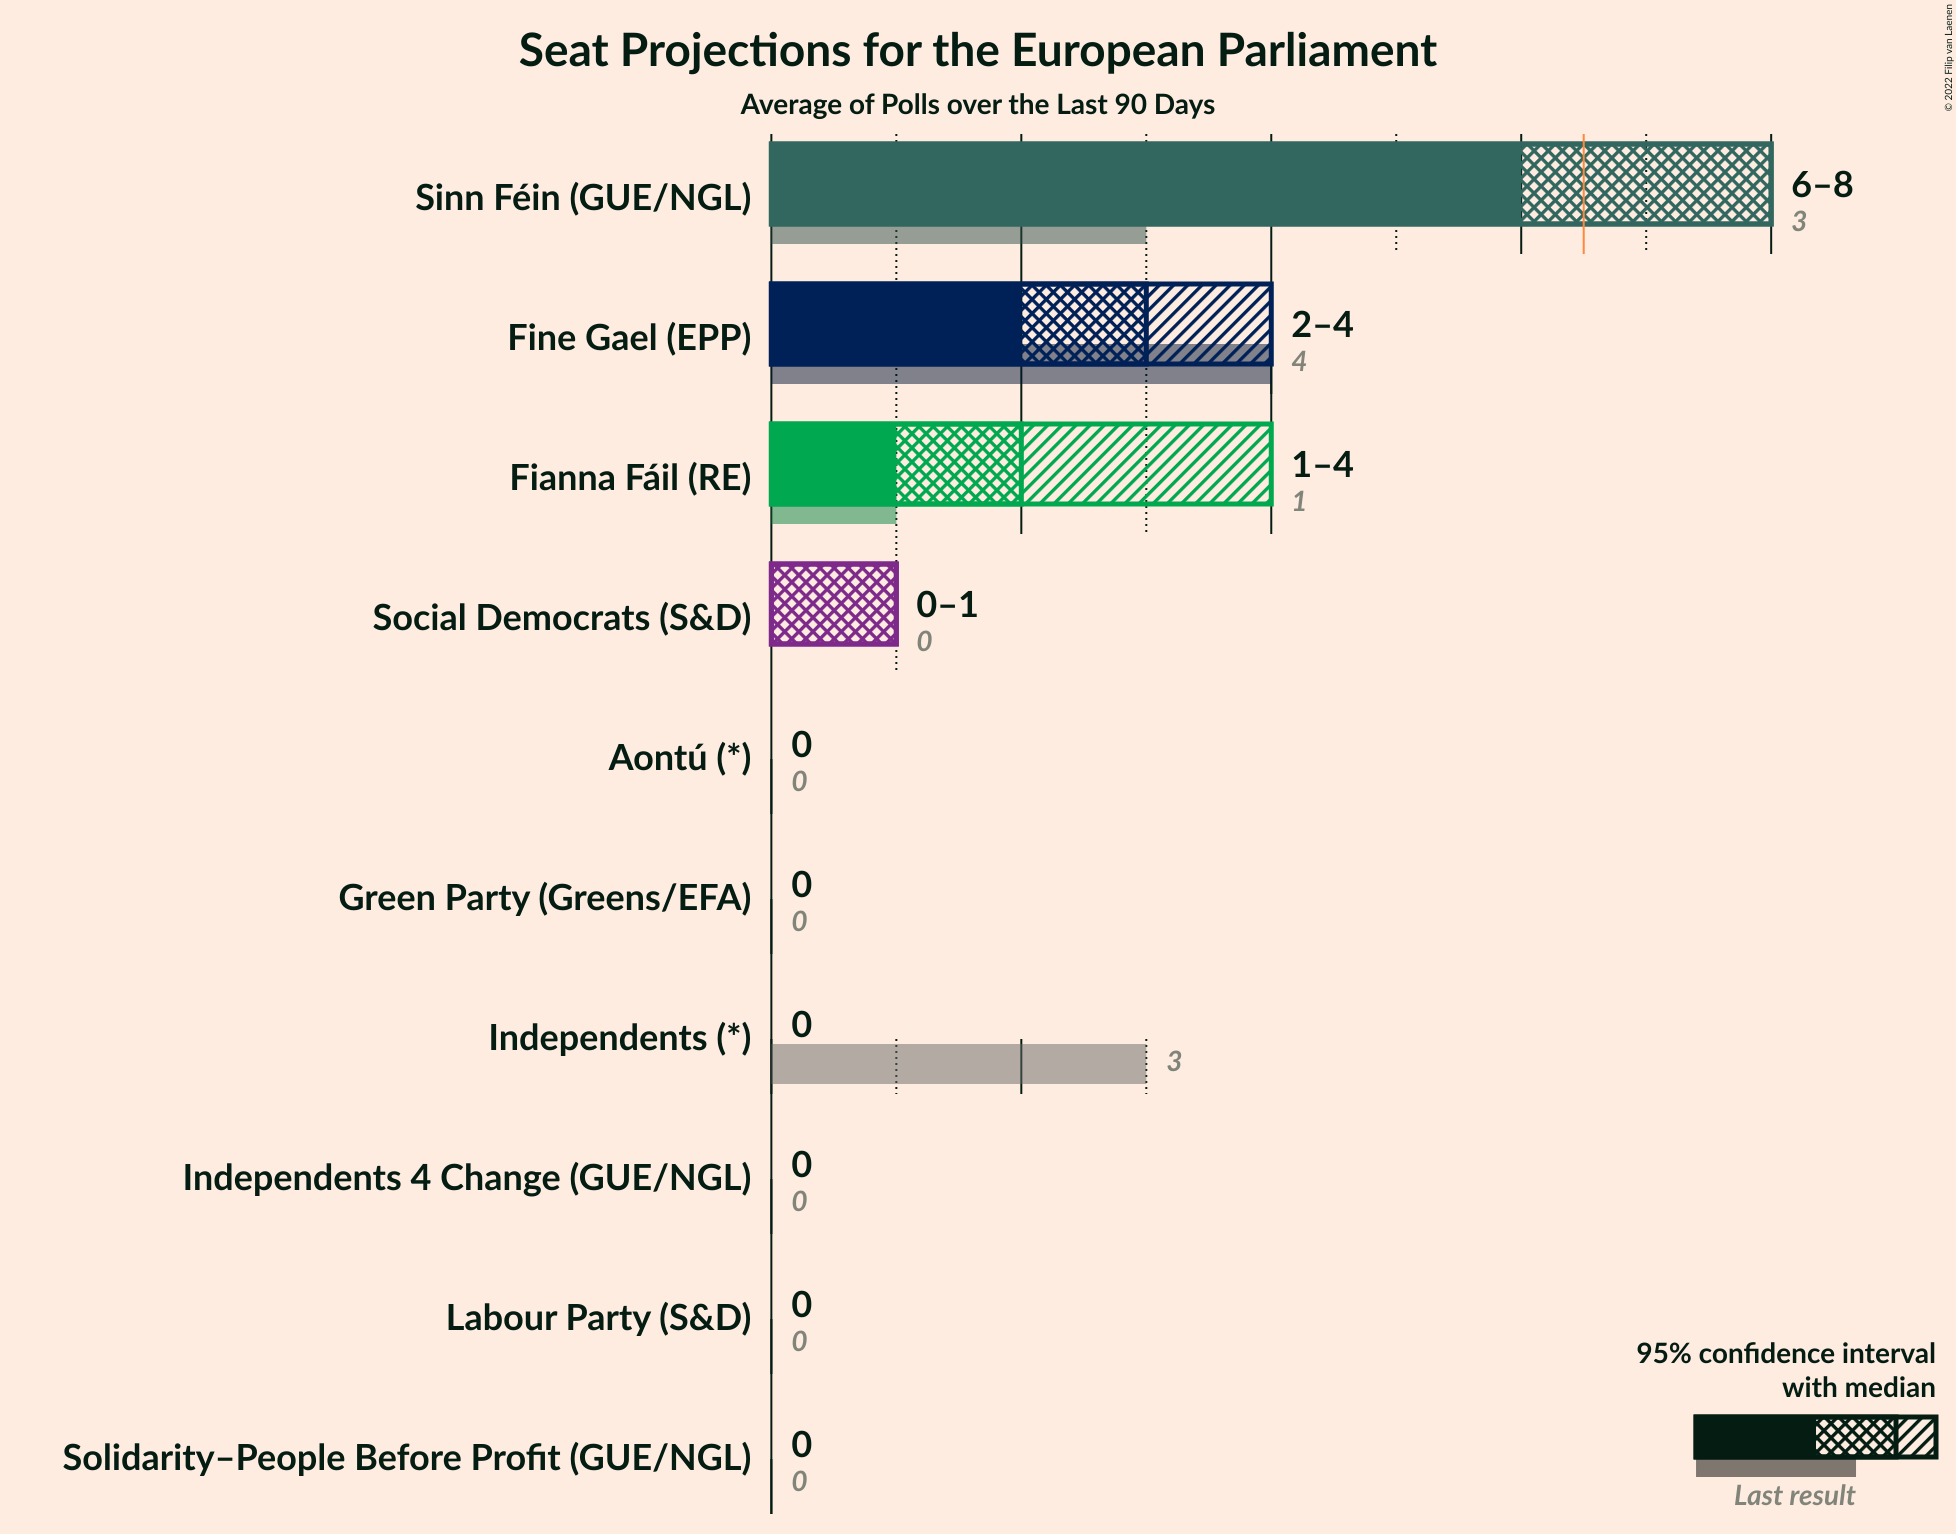 Seat Projections for the European Parliament
Average of Polls over the Last 90 Days
© 2022 Filip van Laenen
Sinn Féin (GUE/NGL)
6–8
3
Fine Gael (EPP)
2–4
4
Fianna Fáil (RE)
1–4
1
Social Democrats (S&D)
0–1
0
Aontú (*)
0
0
Green Party (Greens/EFA)
0
0
Independents (*)
0
3
Independents 4 Change (GUE/NGL)
0
0
Labour Party (S&D)
0
0
Solidarity–People Before Profit (GUE/NGL)
0
0
95% confidence interval
with median
Last result